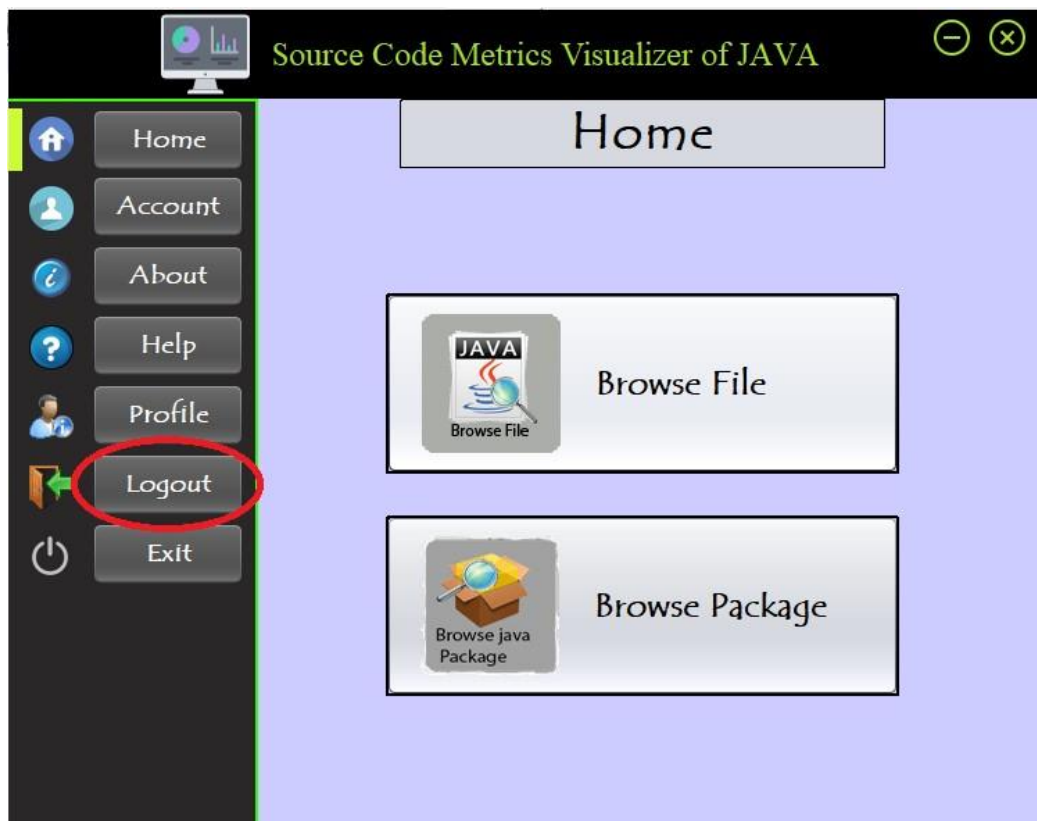 Source Code Metrics Visualizer of JAVA
Home
Account
About
Help
Profile
Logout
Exit
Home
JAVA
Browse File
Browse File
Browse java
Package
Browse Package